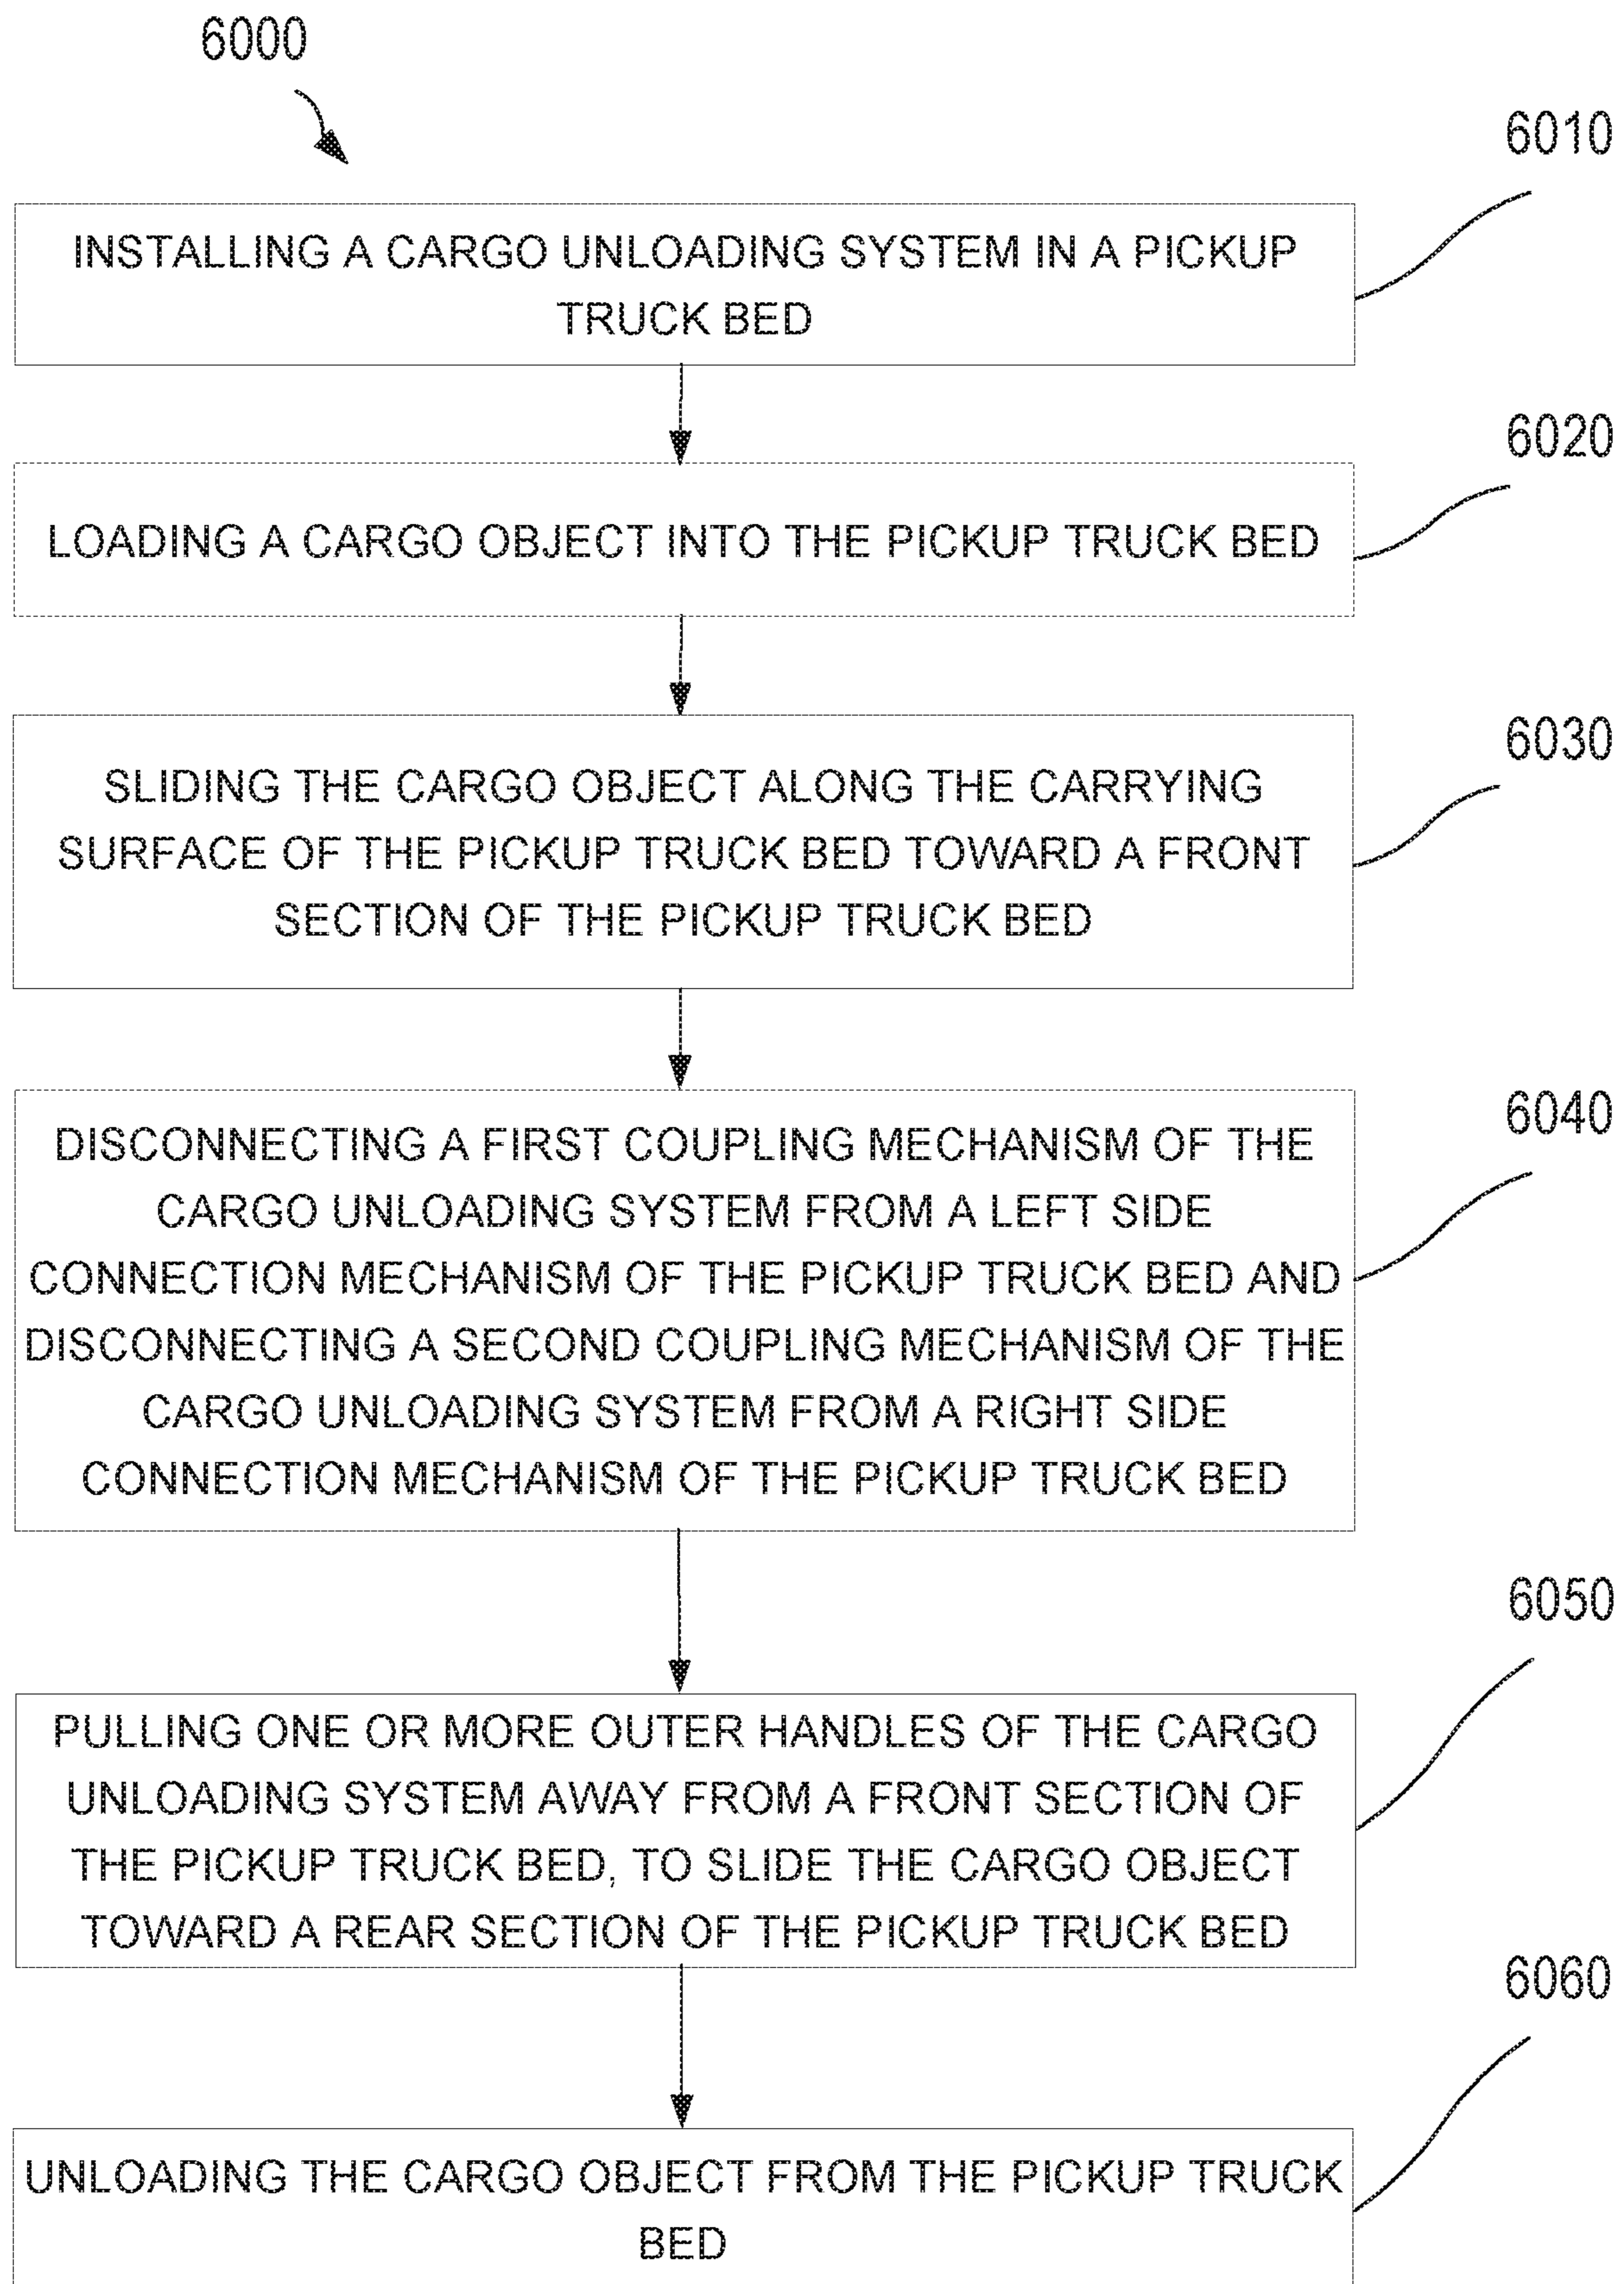 6000
6010
INSTALLING A CARGO UNLOADING SYSTEM IN A PICKUP
TRUCK BED
6020
LOADING A CARGO OBJECT INTO THE PICKUP TRUCK BED
6030
SLIDING THE CARGO OBJECT ALONG THE CARRYING
SURFACE OF THE PICKUP TRUCK BED TOWARD A FRONT
SECTION OF THE PICKUP TRUCK BED
6040
DISCONNECTING A FIRST COUPLING MECHANISM OF THE
CARGO UNLOADING SYSTEM FROM A LEFT SIDE
CONNECTION MECHANISM OF THE PICKUP TRUCK BED AND
DISCONNECTING A SECOND COUPLING MECHANISM OF THE
CARGO UNLOADING SYSTEM FROM A RIGHT SIDE
CONNECTION MECHANISM OF THE PICKUP TRUCK BED
6050
PULLING ONE OR MORE OUTER HANDLES OF THE CARGO
UNLOADING SYSTEM AWAY FROM A FRONT SECTION OF
THE PICKUP TRUCK BED, TO SLIDE THE CARGO OBJECT
TOWARD A REAR SECTION OF THE PICKUP TRUCK BED
6060
UNLOADING THE CARGO OBJECT FROM THE PICKUP TRUCK
BED